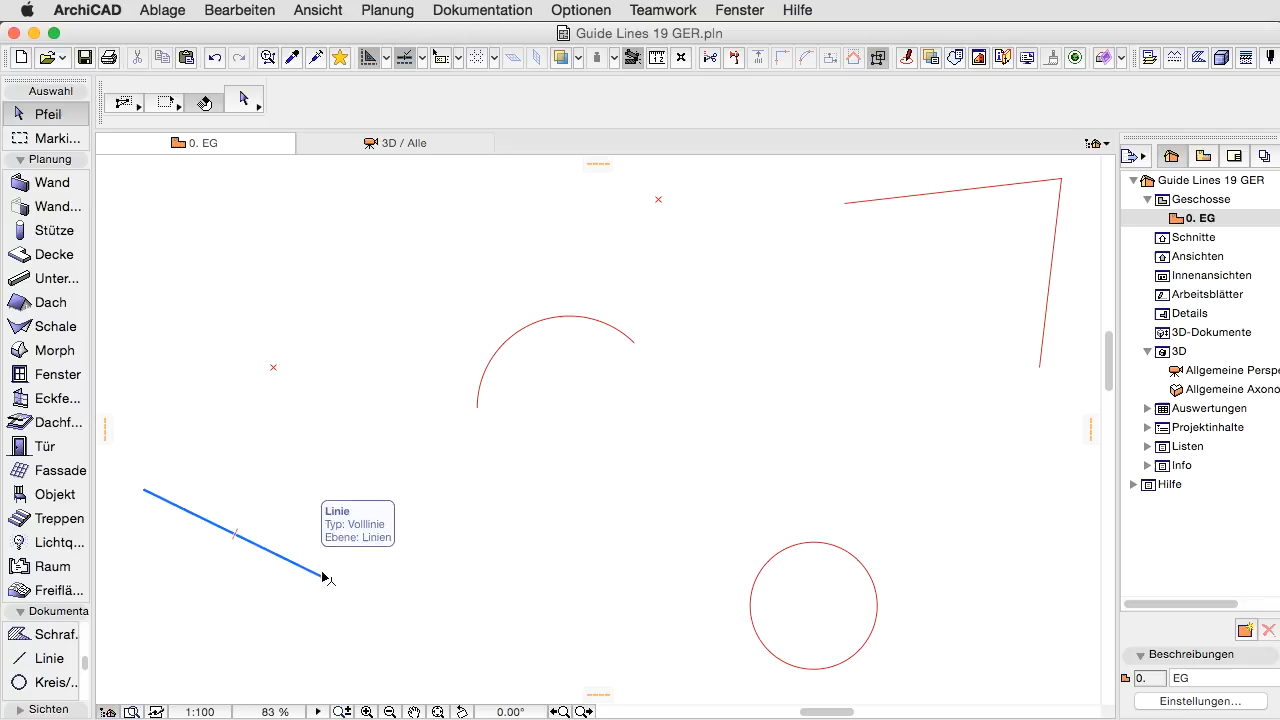 ArchiCAD Ablage Bearbeiten Ansicht Planung Dokumentation Optionen Teamwork Fenster Hilfe
Guide Lines 19 GER.pln
Auswahl
Pfeil
Marki...
Planung
Wand
Wand...
Stütze
Decke
Unter...
Dach
Schale
Morph
Fenster
Eckfe...
Dachf...
Tür
Fassade
Objekt
Treppen
Lichtq...
Raum
Freiflä...
Dokumenta
Schraf.
Linie
Kreis/..
Sichten
0. EG
3D / Alle
Linie
Typ: Volllinie
Ebene: Linien
1:100
83 %
0.00°
Guide Lines 19 GER
Geschosse
0. EG
Schnitte
Ansichten
Innenansichten
Arbeitsblätter
Details
3D-Dokumente
3D
Allgemeine Perspe
Allgemeine Axono
Auswertungen
Projektinhalte
Listen
Info
Hilfe
Beschreibungen
0. EG
Einstellungen...